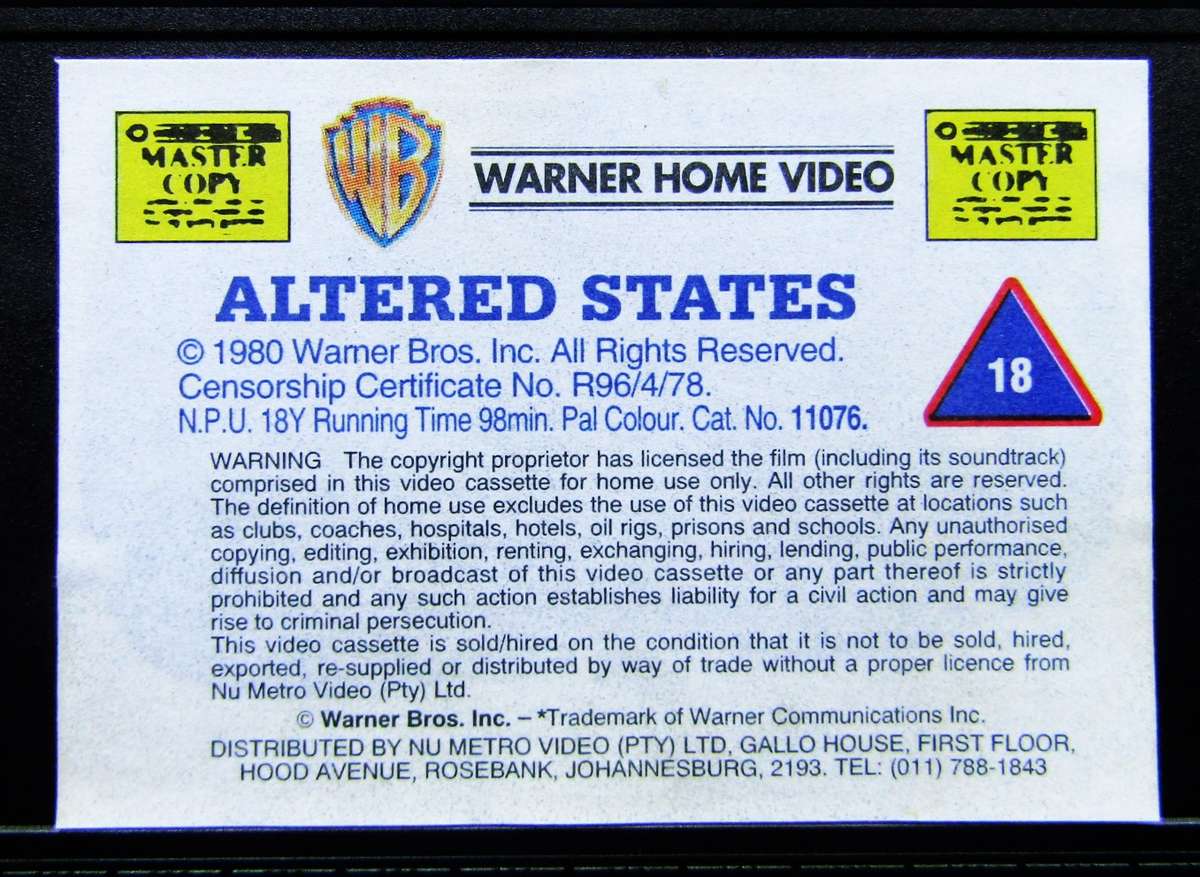 MASTER
COPY
WB
WARNER HOME VIDEO
MASTER
COPY
ALTERED STATES
© 1980 Warner Bros. Inc. All Rights Reserved.
Censorship Certificate No. R96/4/78.
N.P.U. 18Y Running Time 98min. Pal Colour. Cat. No. 11076.
18
WARNING The copyright proprietor has licensed the film (including its soundtrack)
comprised in this video cassette for home use only. All other rights are reserved.
The definition of home use excludes the use of this video cassette at locations such
as clubs, coaches, hospitals, hotels, oil rigs, prisons and schools. Any unauthorised
copying, editing, exhibition, renting, exchanging, hiring, lending, public performance,
diffusion and/or broadcast of this video cassette or any part thereof is strictly
prohibited and any such action establishes liability for a civil action and may give
rise to criminal persecution.
This video cassette is sold/hired on the condition that it is not to be sold, hired,
exported, re-supplied or distributed by way of trade without a proper licence from
Nu Metro Video (Pty) Ltd.
© Warner Bros. Inc. – *Trademark of Warner Communications Inc.
DISTRIBUTED BY NU METRO VIDEO (PTY) LTD, GALLO HOUSE, FIRST FLOOR,
HOOD AVENUE, ROSEBANK, JOHANNESBURG, 2193. TEL: (011) 788-1843